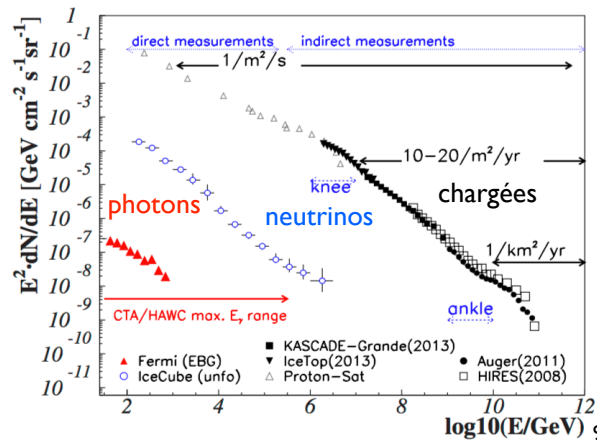 direct measurements
indirect measurements
1/m²/s
10−20/m²/yr
knee
chargées
photons
neutrinos
1/km²/yr
CTA/HAWC max. Eγ range
ankle
KASCADE−Grande(2013)
Fermi (EBG)
IceTop(2013)
Auger(2011)
IceCube (unfo)
Proton−Sat
HIRES(2008)
E²·dN/dE [GeV cm⁻² s⁻¹sr⁻¹]
10
1
10⁻¹
10⁻²
10⁻³
10⁻⁴
10⁻⁵
10⁻⁶
10⁻⁷
10⁻⁸
10⁻⁹
10⁻¹⁰
10⁻¹¹
2 4 6 8 10 12
log10(E/GeV)